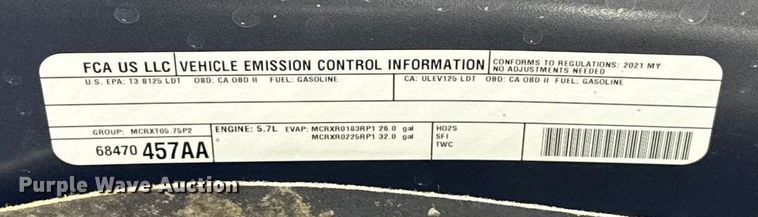 FCA US LLC VEHICLE EMISSION CONTROL INFORMATION CONFORMS TO REGULATIONS: 2021 MY
NO ADJUSTMENTS NEEDED
U.S. EPA: T3 B125 LDT OBD: CA OBD II FUEL: GASOLINE CA: ULEV125 LDT OBD: CA OBD II FUEL: GASOLINE
GROUP: MCRXT05.75P2 ENGINE: 5.7L EVAP: MCRXR0183RP1 26.0 gal HO2S
MCRXR0225RP1 32.0 gal SFI
68470 457AA TWC
Purple Wave Auction